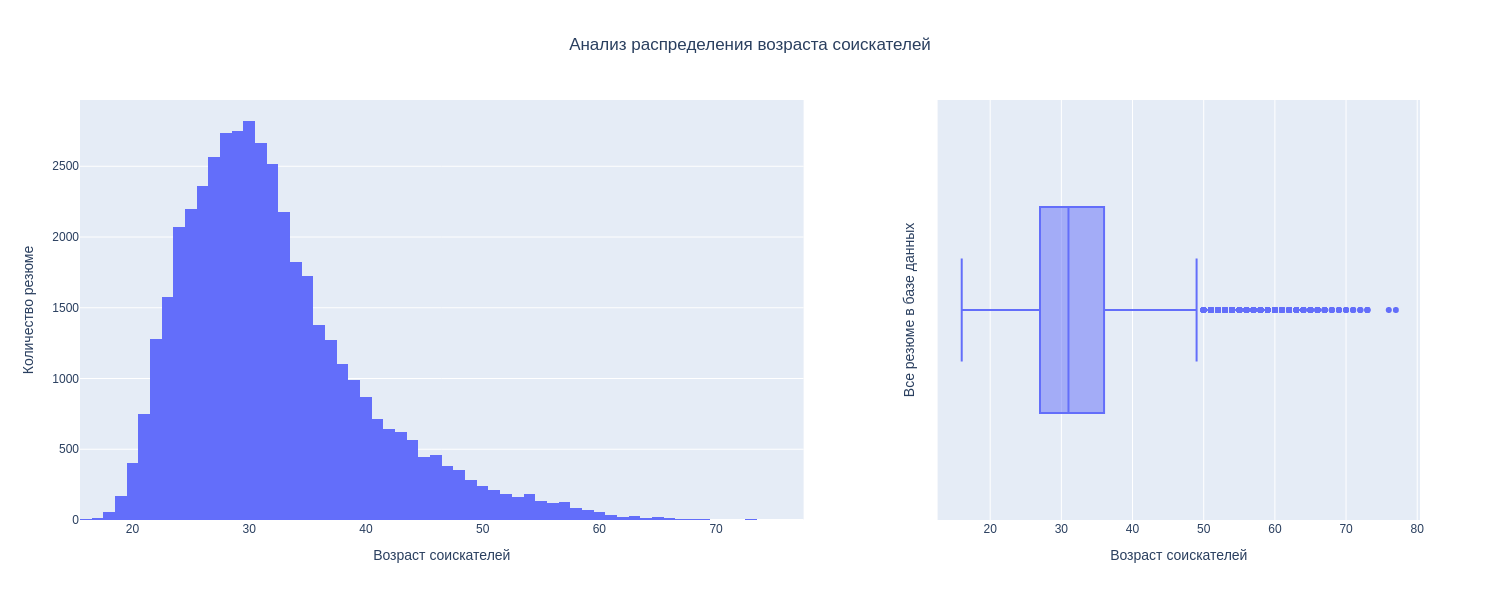 Анализ распределения возраста соискателей
Количество резюме
2500
2000
1500
1000
500
0
20 30 40 50 60 70
Возраст соискателей
Все резюме в базе данных
20 30 40 50 60 70 80
Возраст соискателей